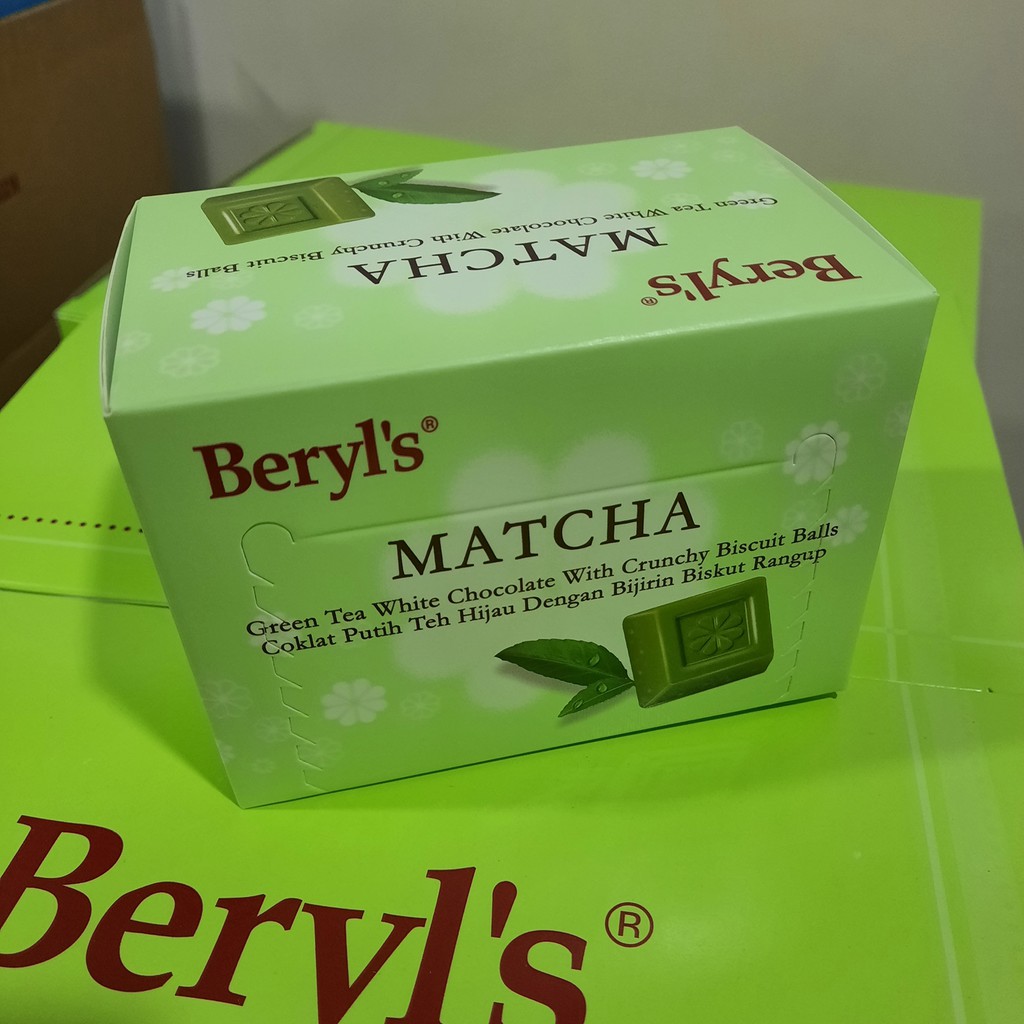 Beryl's®
MATCHA
Green Tea White Chocolate With Crunchy Biscuit Balls
Beryl's®
MATCHA
Green Tea White Chocolate With Crunchy Biscuit Balls
Coklat Putih Teh Hijau Dengan Bijirin Biskut Rangup
Beryl's®